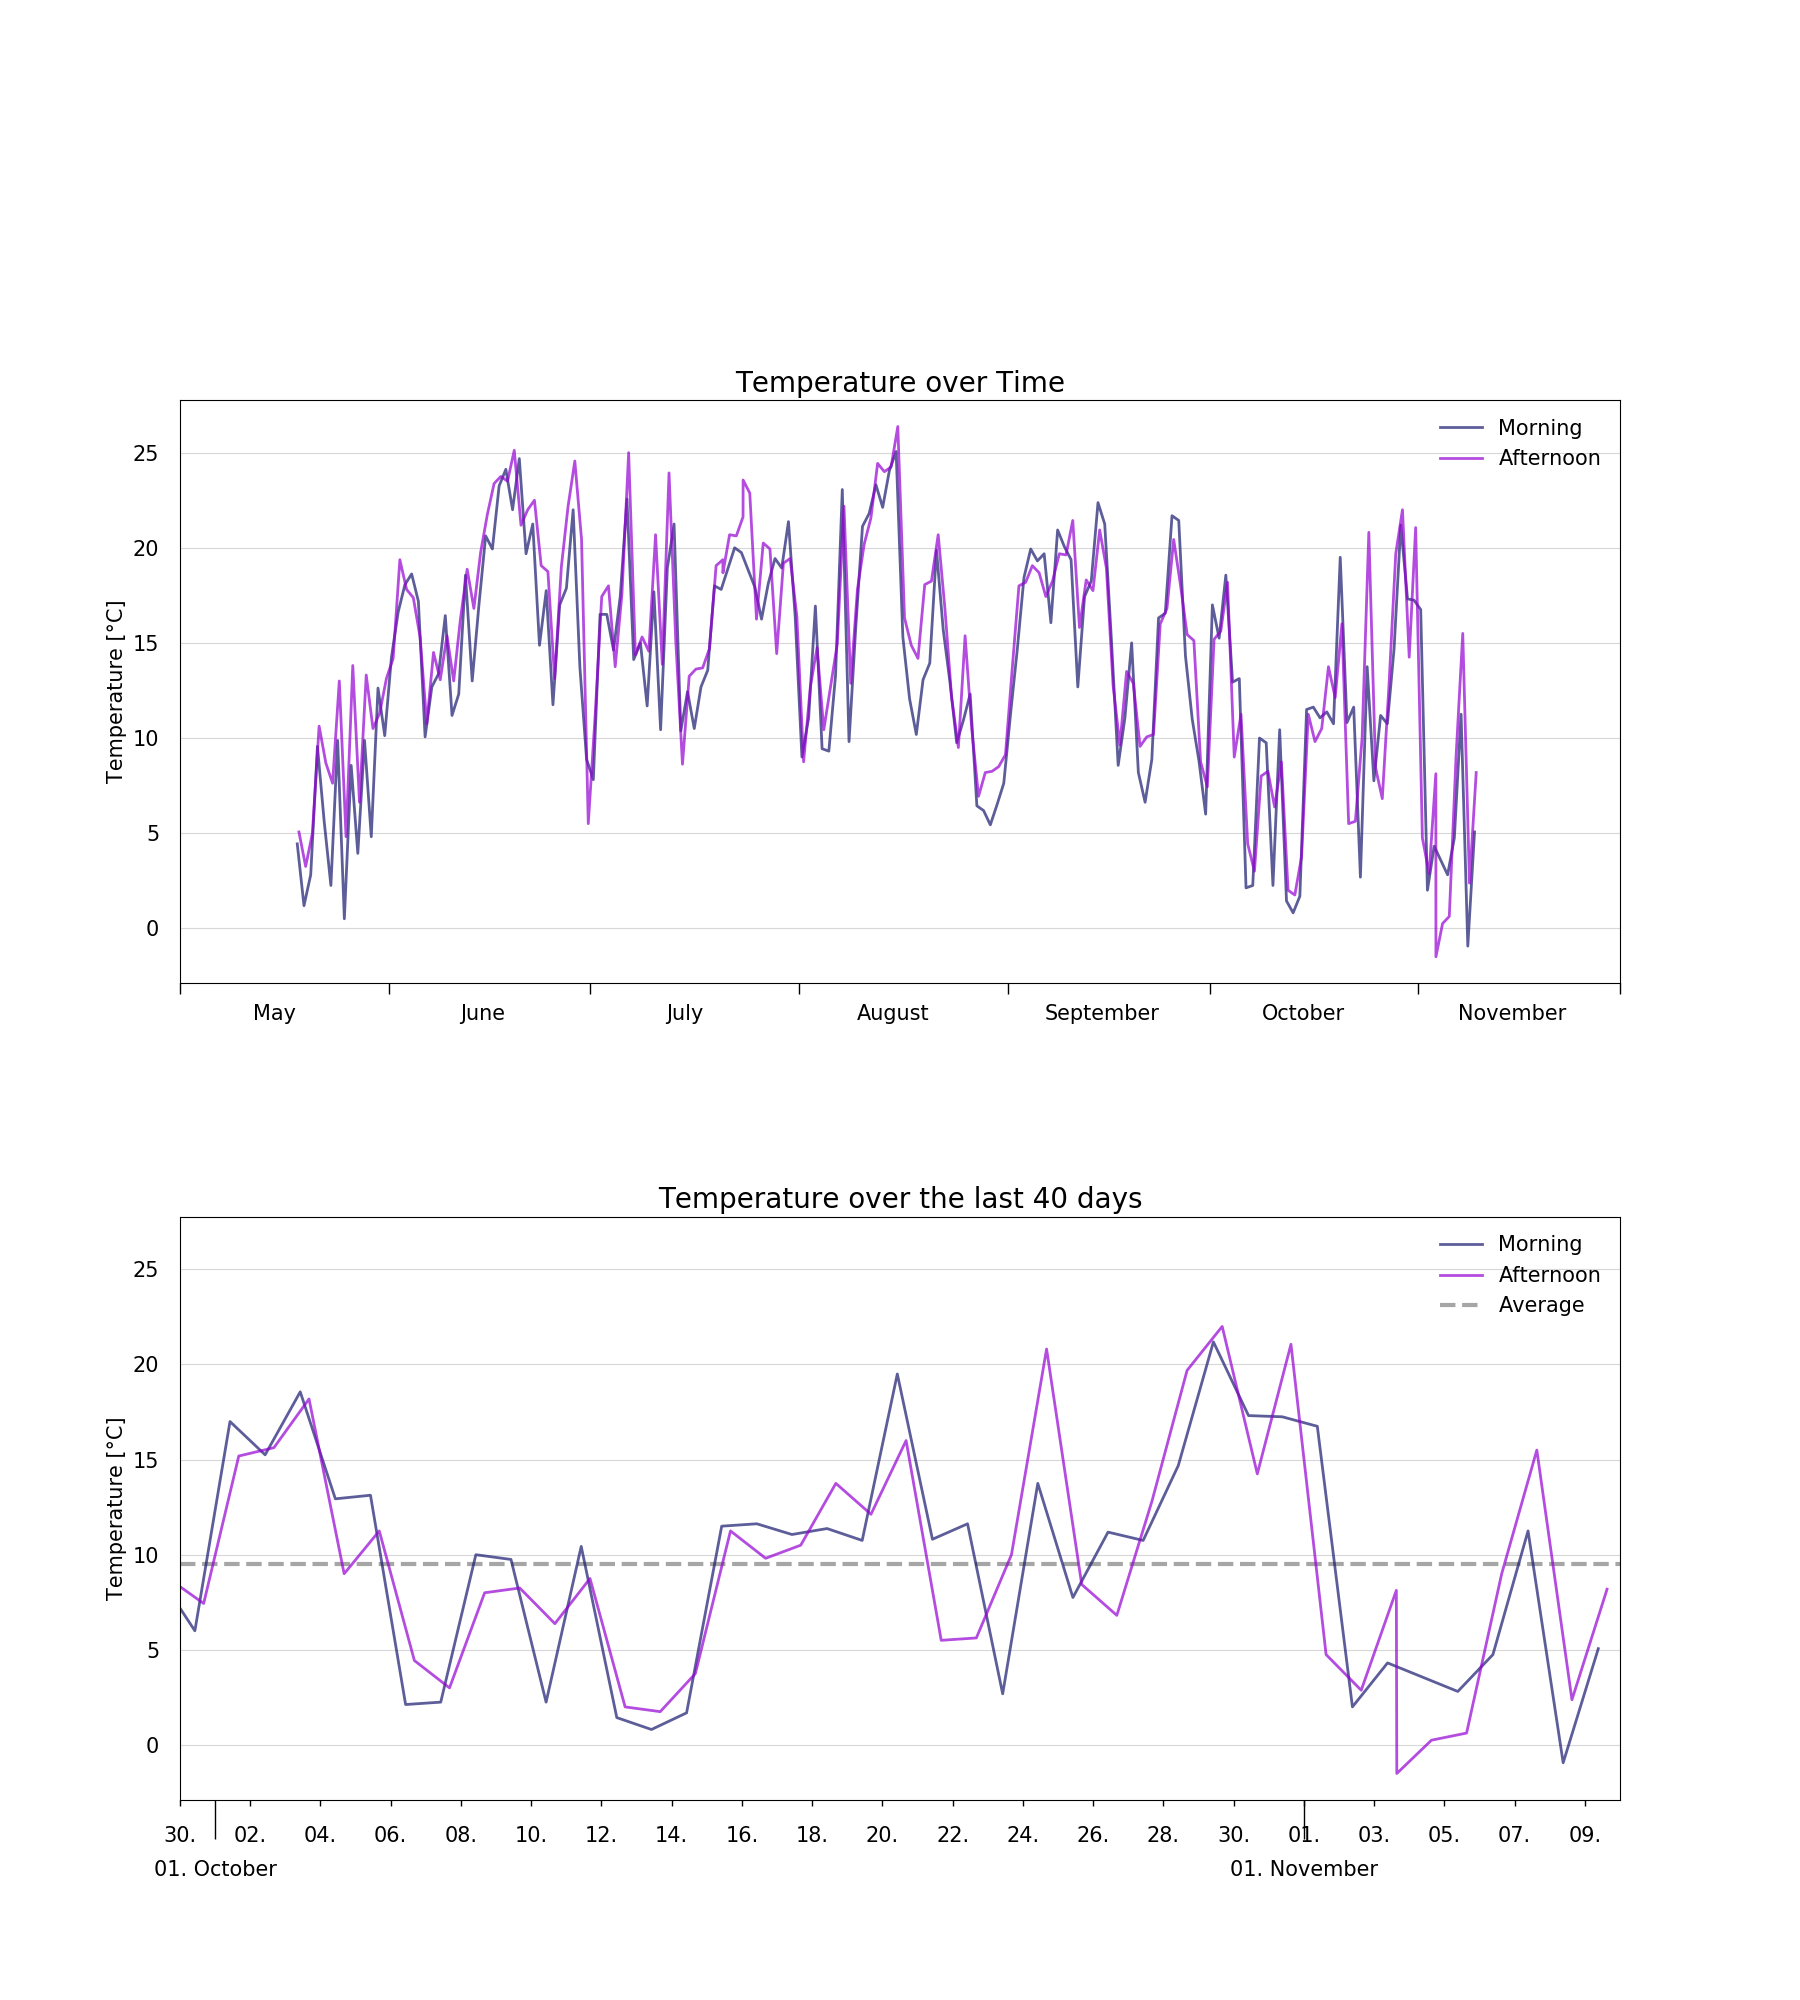 Temperature over Time
Morning
Afternoon
Temperature [°C]
25
20
15
10
5
0
May June July August September October November
Temperature over the last 40 days
Morning
Afternoon
Average
Temperature [°C]
25
20
15
10
5
0
30. 02. 04. 06. 08. 10. 12. 14. 16. 18. 20. 22. 24. 26. 28. 30. 01. 03. 05. 07. 09.
01. October 01. November